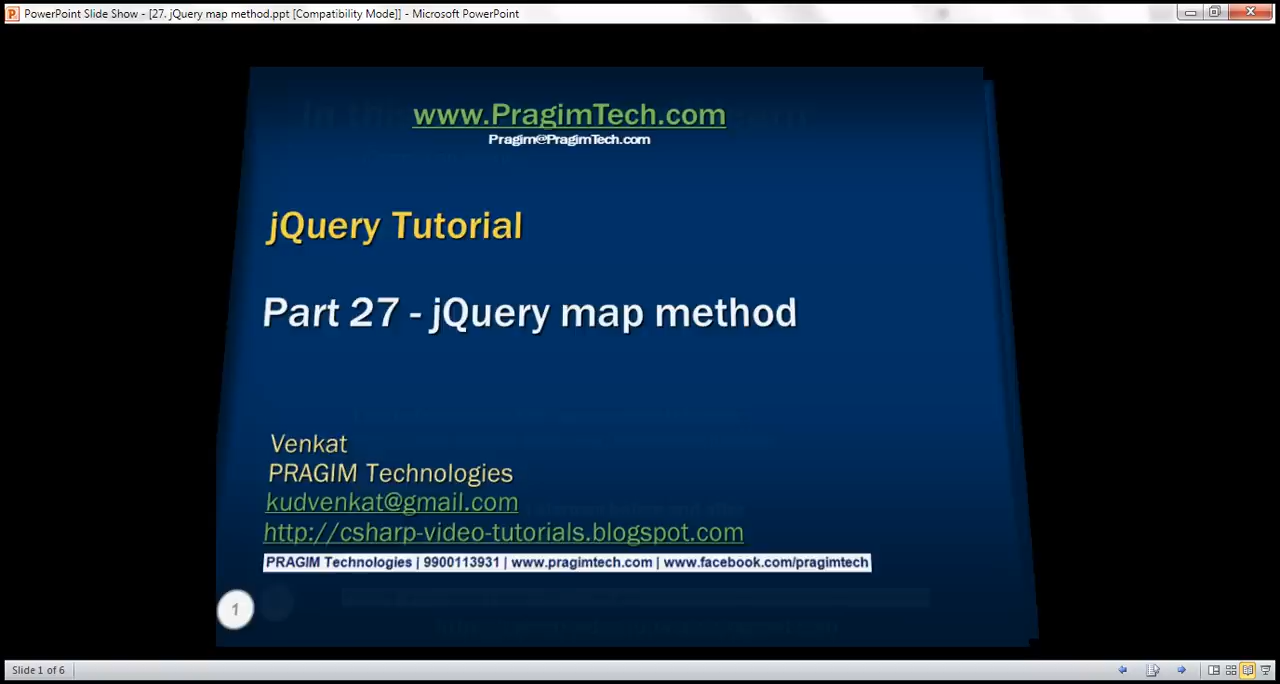 PowerPoint Slide Show - [27. jQuery map method.ppt [Compatibility Mode]] - Microsoft PowerPoint
www.PragimTech.com
Pragim@PragimTech.com
jQuery Tutorial
Part 27 - jQuery map method
Venkat
PRAGIM Technologies
kudvenkat@gmail.com
http://csharp-video-tutorials.blogspot.com
PRAGIM Technologies | 9900113931 | www.pragimtech.com | www.facebook.com/pragimtech
1
Slide 1 of 6